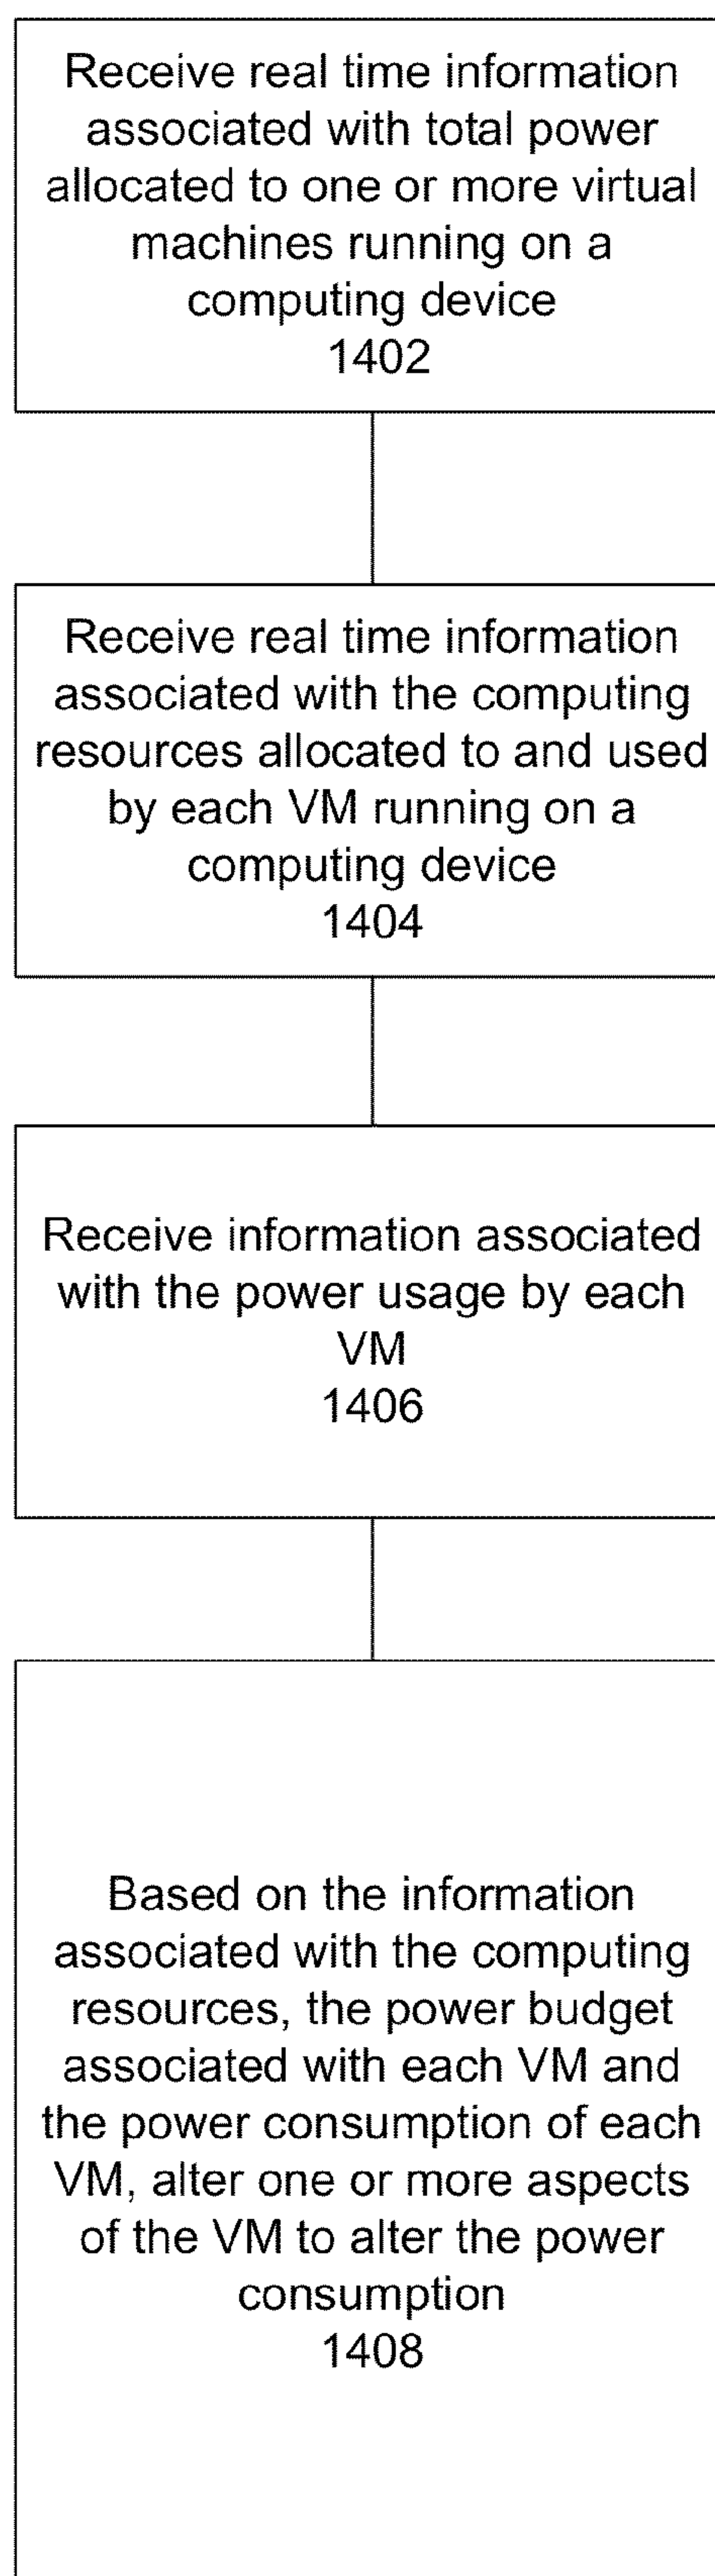 Receive real time information
associated with total power
allocated to one or more virtual
machines running on a
computing device
1402
Receive real time information
associated with the computing
resources allocated to and used
by each VM running on a
computing device
1404
Receive information associated
with the power usage by each
VM
1406
Based on the information
associated with the computing
resources, the power budget
associated with each VM and
the power consumption of each
VM, alter one or more aspects
of the VM to alter the power
consumption
1408